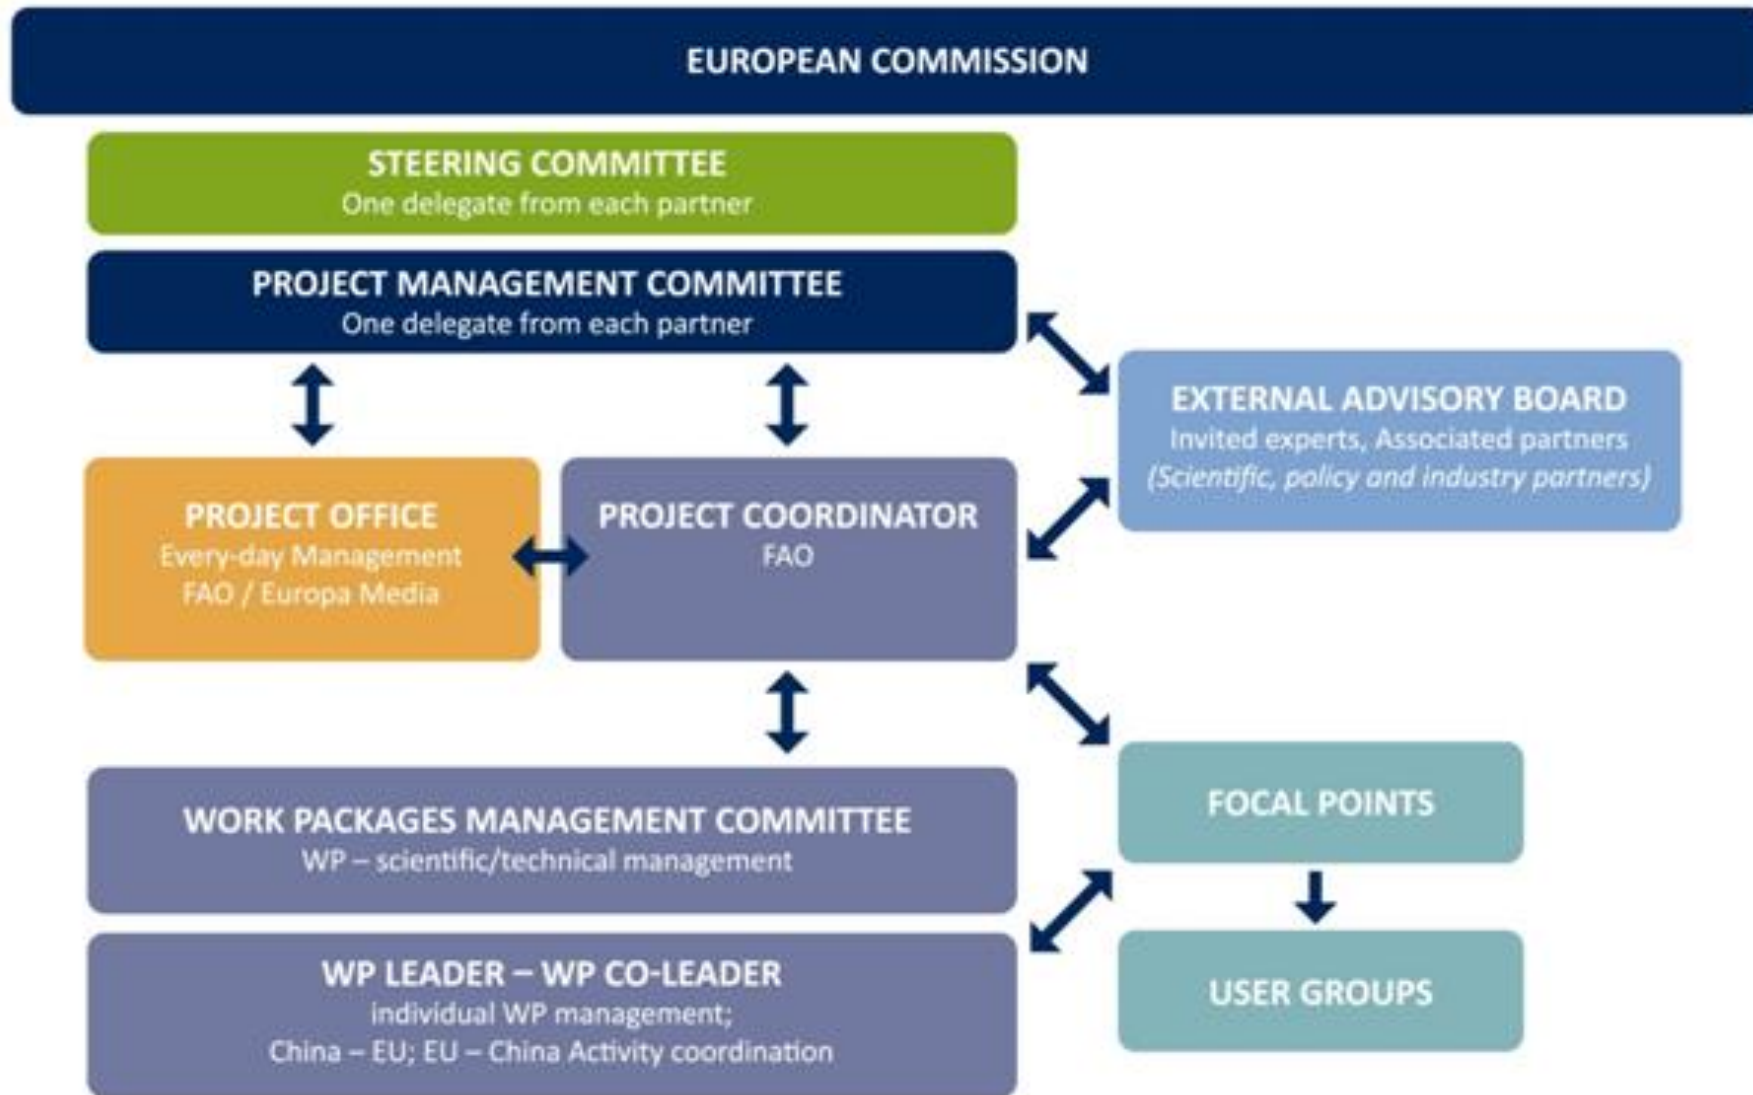 EUROPEAN COMMISSION
STEERING COMMITTEE
One delegate from each partner
PROJECT MANAGEMENT COMMITTEE
One delegate from each partner
EXTERNAL ADVISORY BOARD
Invited experts, Associated partners
(Scientific, policy and industry partners)
PROJECT OFFICE
Every-day Management
FAO / Europa Media
PROJECT COORDINATOR
FAO
WORK PACKAGES MANAGEMENT COMMITTEE
WP – scientific/technical management
FOCAL POINTS
WP LEADER – WP CO-LEADER
individual WP management;
China – EU; EU – China Activity coordination
USER GROUPS